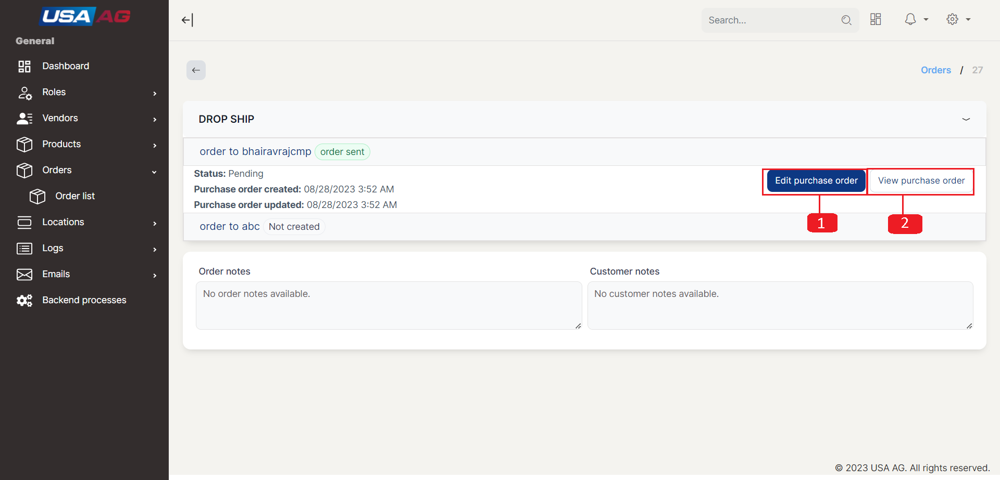 USA AG
General
Dashboard
Roles
Vendors
Products
Orders
Order list
Locations
Logs
Emails
Backend processes
Search...
Orders / 27
DROP SHIP
order to bhairavrajcmp order sent
Status: Pending
Purchase order created: 08/28/2023 3:52 AM
Purchase order updated: 08/28/2023 3:52 AM
Edit purchase order View purchase order
1 2
order to abc Not created
Order notes
No order notes available.
Customer notes
No customer notes available.
© 2023 USA AG. All rights reserved.